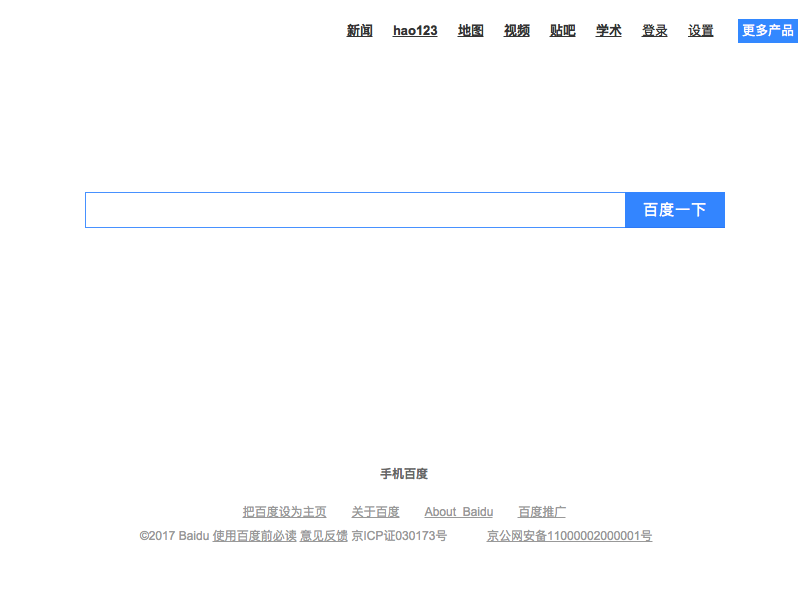 新闻 hao123 地图 视频 贴吧 学术 登录 设置 更多产品
百度一下
手机百度
把百度设为主页 关于百度 About Baidu 百度推广
©2017 Baidu 使用百度前必读 意见反馈 京ICP证030173号 京公网安备11000002000001号